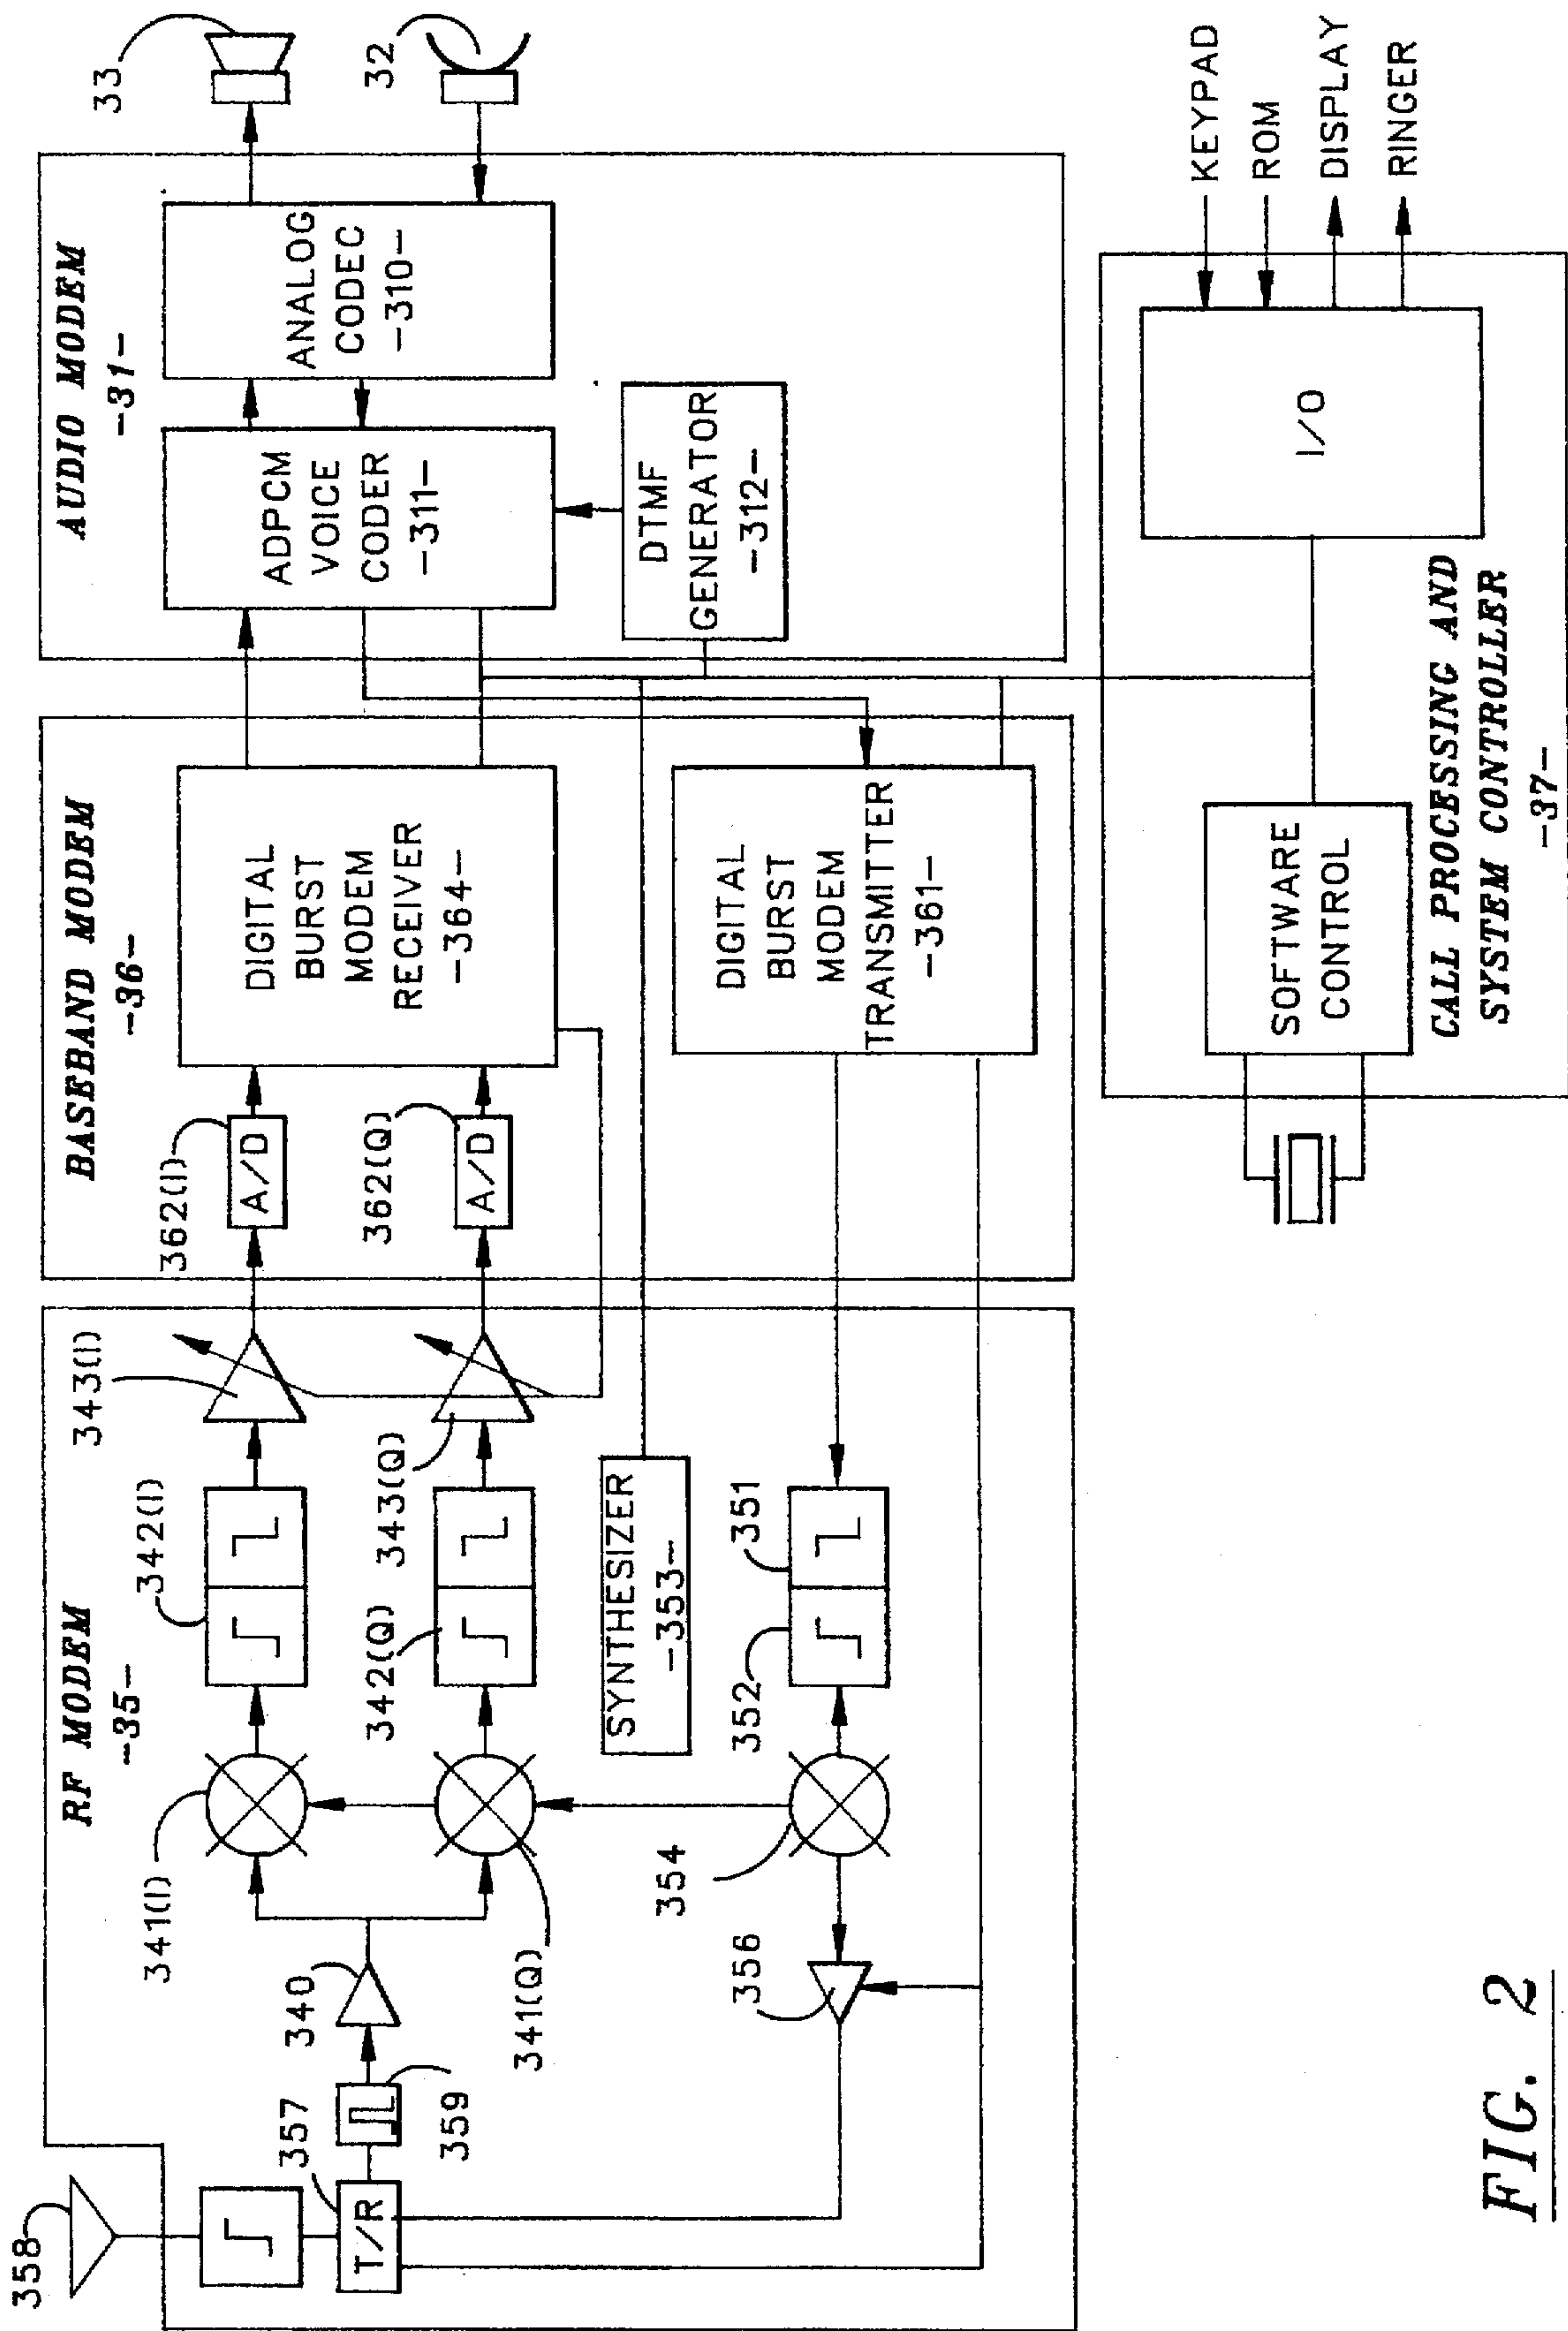 358
RF MODEM
-35-
357
T/R
359
340
341(I)
341(Q)
342(I)
342(Q)
343(I)
343(Q)
SYNTHESIZER
-353-
352
351
354
356
BASEBAND MODEM
-36-
362(I)
A/D
362(Q)
A/D
DIGITAL
BURST
MODEM
RECEIVER
-364-
DIGITAL
BURST
MODEM
TRANSMITTER
-361-
AUDIO MODEM
-31-
ADPCM
VOICE
CODER
-311-
ANALOG
CODEC
-310-
DTMF
GENERATOR
-312-
33
32
SOFTWARE
CONTROL
I/O
KEYPAD
ROM
DISPLAY
RINGER
CALL PROCESSING AND
SYSTEM CONTROLLER
-37-
FIG. 2